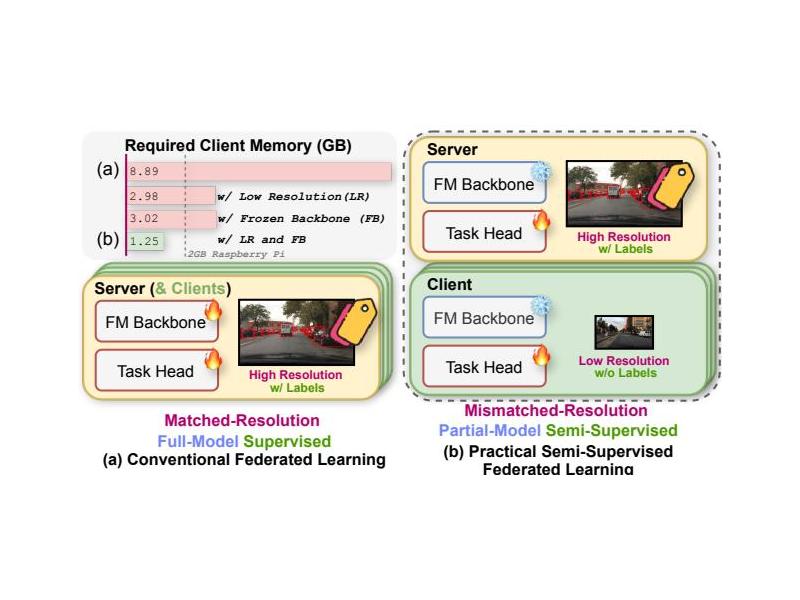 Required Client Memory (GB)
(a) 8.89
2.98 w/ Low Resolution(LR)
3.02 w/ Frozen Backbone (FB)
(b) 1.25 w/ LR and FB
2GB Raspberry Pi
Server (& Clients)
FM Backbone
Task Head
High Resolution
w/ Labels
Matched-Resolution
Full-Model Supervised
(a) Conventional Federated Learning
Server
FM Backbone
Task Head
High Resolution
w/ Labels
Client
FM Backbone
Task Head
Low Resolution
w/o Labels
Mismatched-Resolution
Partial-Model Semi-Supervised
(b) Practical Semi-Supervised
Federated Learning